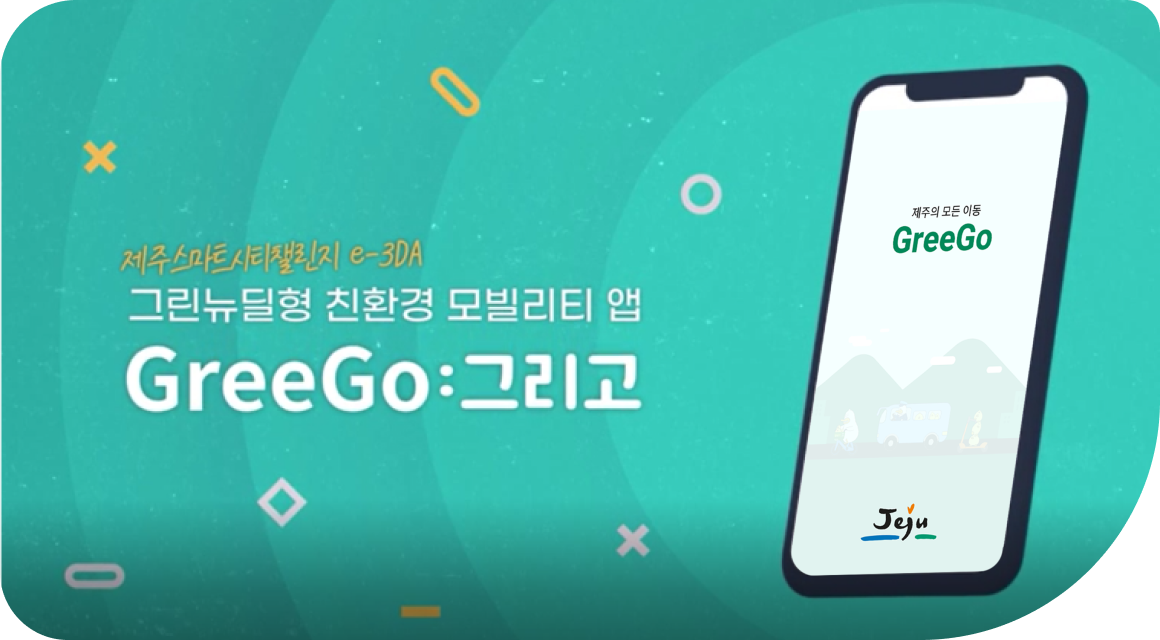 제주스마트시티챌린지 e-3DA
그린뉴딜형 친환경 모빌리티 앱
GreeGo:그리고
제주의 모든 이동
GreeGo
Jeju